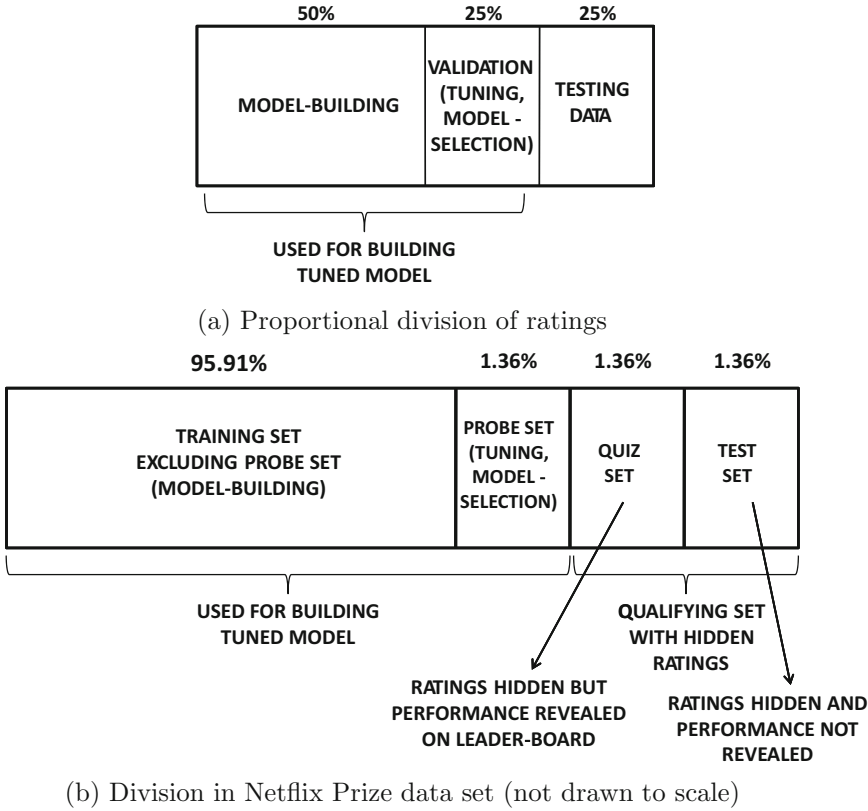 50% 25% 25%
MODEL-BUILDING
VALIDATION
(TUNING,
MODEL -
SELECTION)
TESTING
DATA
USED FOR BUILDING
TUNED MODEL
(a) Proportional division of ratings
95.91% 1.36% 1.36% 1.36%
TRAINING SET
EXCLUDING PROBE SET
(MODEL-BUILDING)
PROBE SET
(TUNING,
MODEL -
SELECTION)
QUIZ
SET
TEST
SET
USED FOR BUILDING
TUNED MODEL
QUALIFYING SET
WITH HIDDEN
RATINGS
RATINGS HIDDEN BUT
PERFORMANCE REVEALED
ON LEADER-BOARD
RATINGS HIDDEN AND
PERFORMANCE NOT
REVEALED
(b) Division in Netflix Prize data set (not drawn to scale)